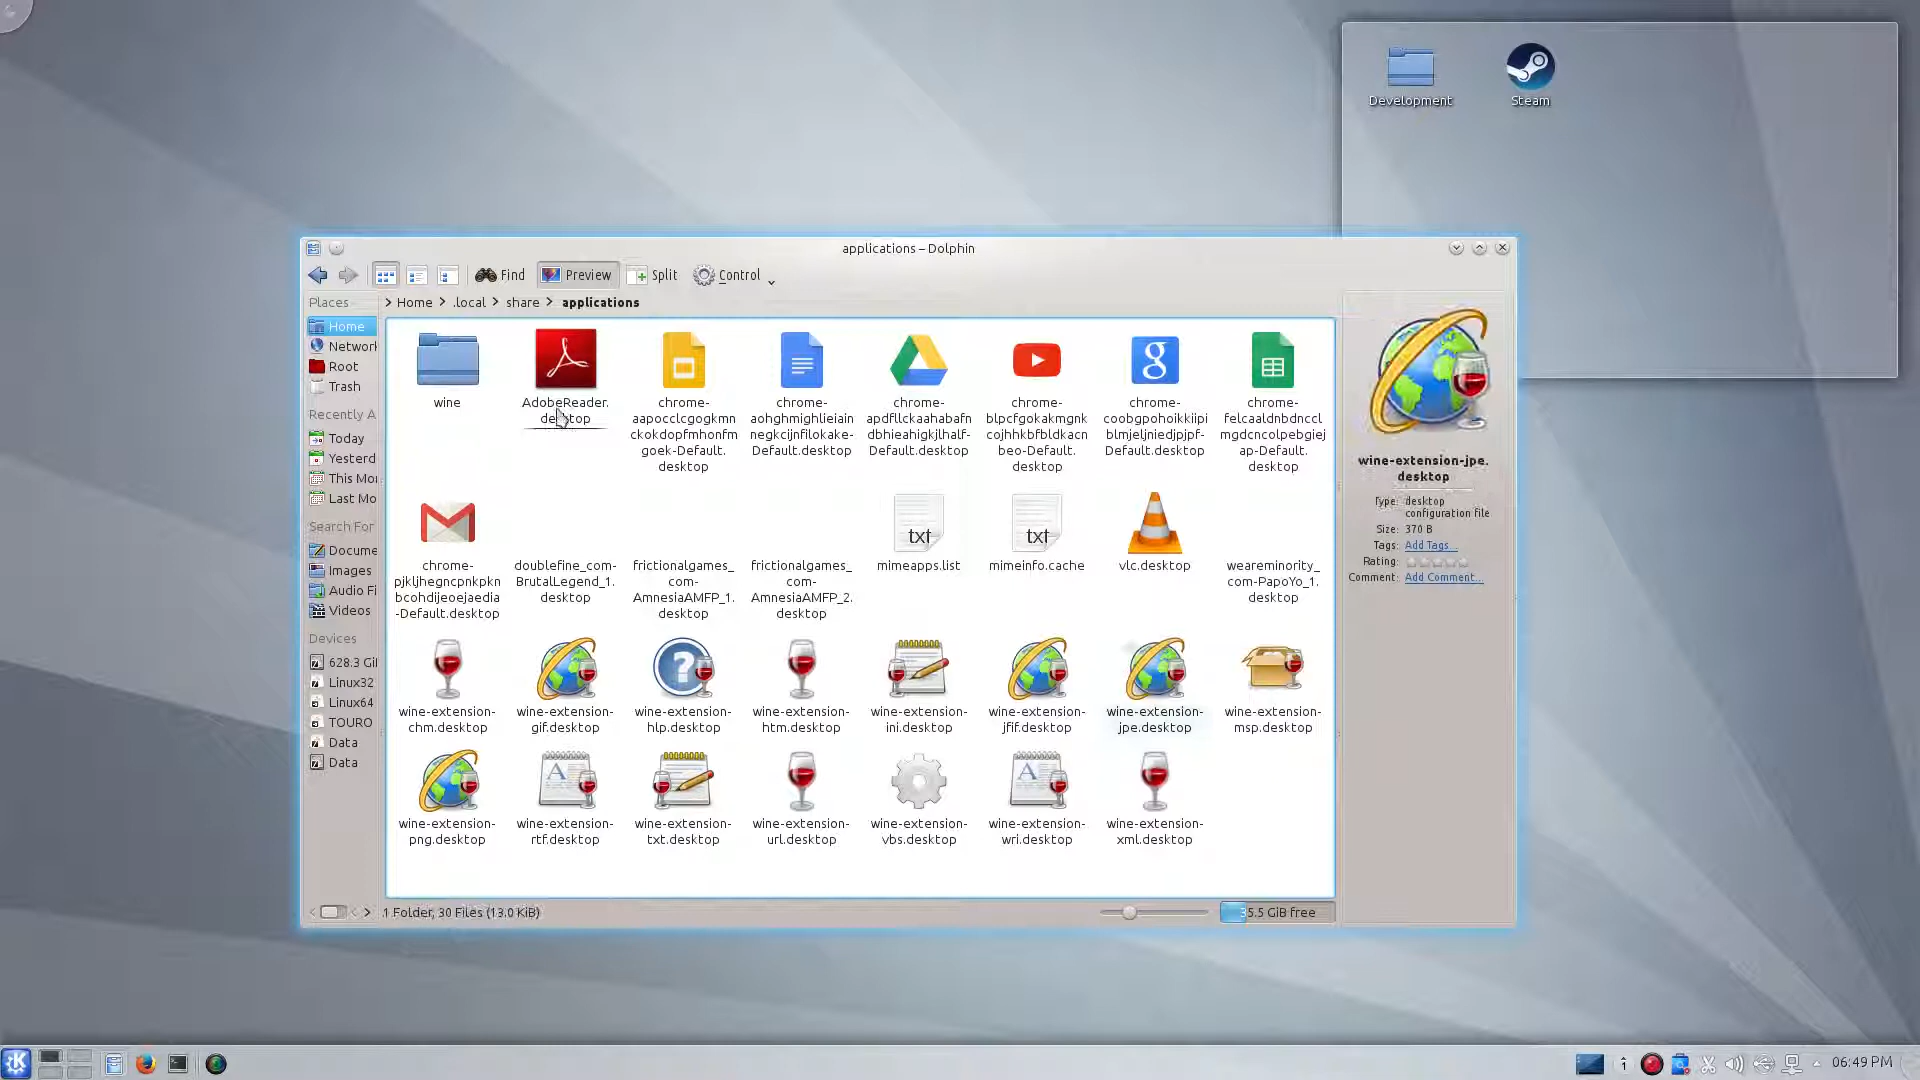 Development
Steam
applications – Dolphin
Find
Preview
Split
Control
Places
Home
.local
share
applications
Home
Network
Root
Trash
Recently A
Today
Yesterd
This Mo
Last Mo
Search For
Docume
Images
Audio Fi
Videos
Devices
628.3 Gi
Linux32
Linux64
TOURO
Data
Data
wine
AdobeReader.
desktop
chrome-
aapocclcgogkmn
ckokdopfmhonfm
goek-Default.
desktop
chrome-
aohghmighlieiain
negkcijnfilokake-
Default.desktop
chrome-
apdfllckaahabafn
dbhieahigkjlhalf-
Default.desktop
chrome-
blpcfgokakmgnk
cojhhkbfbldkacn
beo-Default.
desktop
chrome-
coobgpohoikkiipi
blmjeljniedjpjpf-
Default.desktop
chrome-
felcaaldnbdnccl
mgdcncolpebgiej
ap-Default.
desktop
chrome-
pjkljhegncpnkpkn
bcohdijeoejaedia
-Default.desktop
doublefine_com-
BrutalLegend_1.
desktop
frictionalgames_
com-
AmnesiaAMFP_1.
desktop
frictionalgames_
com-
AmnesiaAMFP_2.
desktop
txt
mimeapps.list
txt
mimeinfo.cache
vlc.desktop
weareminority_
com-PapoYo_1.
desktop
wine-extension-
chm.desktop
wine-extension-
gif.desktop
wine-extension-
hlp.desktop
wine-extension-
htm.desktop
wine-extension-
ini.desktop
wine-extension-
jfif.desktop
wine-extension-
jpe.desktop
wine-extension-
msp.desktop
wine-extension-
png.desktop
wine-extension-
rtf.desktop
wine-extension-
txt.desktop
wine-extension-
url.desktop
wine-extension-
vbs.desktop
wine-extension-
wri.desktop
wine-extension-
xml.desktop
wine-extension-jpe.
desktop
Type: desktop
configuration file
Size: 370 B
Tags: Add Tags...
Rating:
Comment: Add Comment...
1 Folder, 30 Files (13.0 KiB)
35.5 GiB free
1
06:49 PM